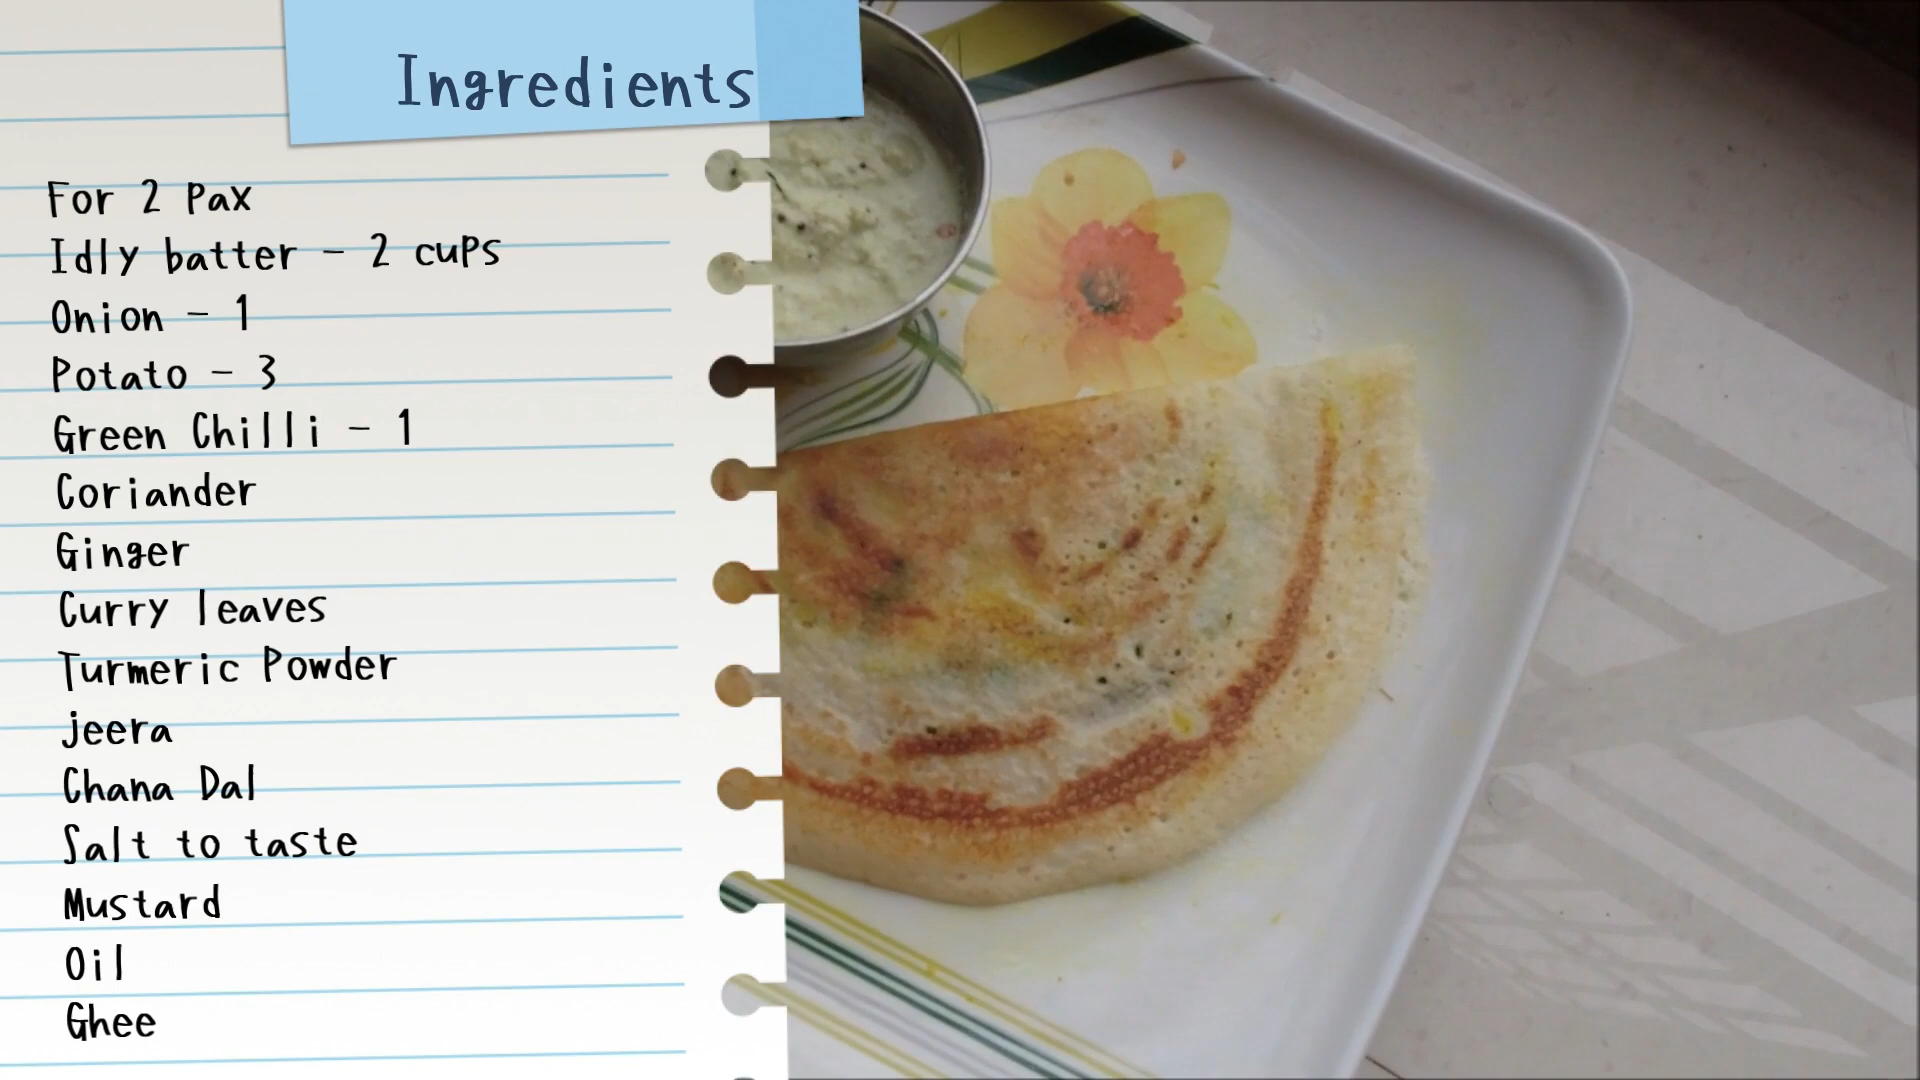 Ingredients
For 2 Pax
Idly batter - 2 cups
Onion - 1
Potato - 3
Green Chilli - 1
Coriander
Ginger
Curry leaves
Turmeric Powder
jeera
Chana Dal
Salt to taste
Mustard
Oil
Ghee